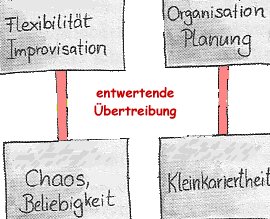 Flexibilität
Improvisation
Organisation
Planung
entwertende
Übertreibung
Chaos,
Beliebigkeit
Kleinkariertheit